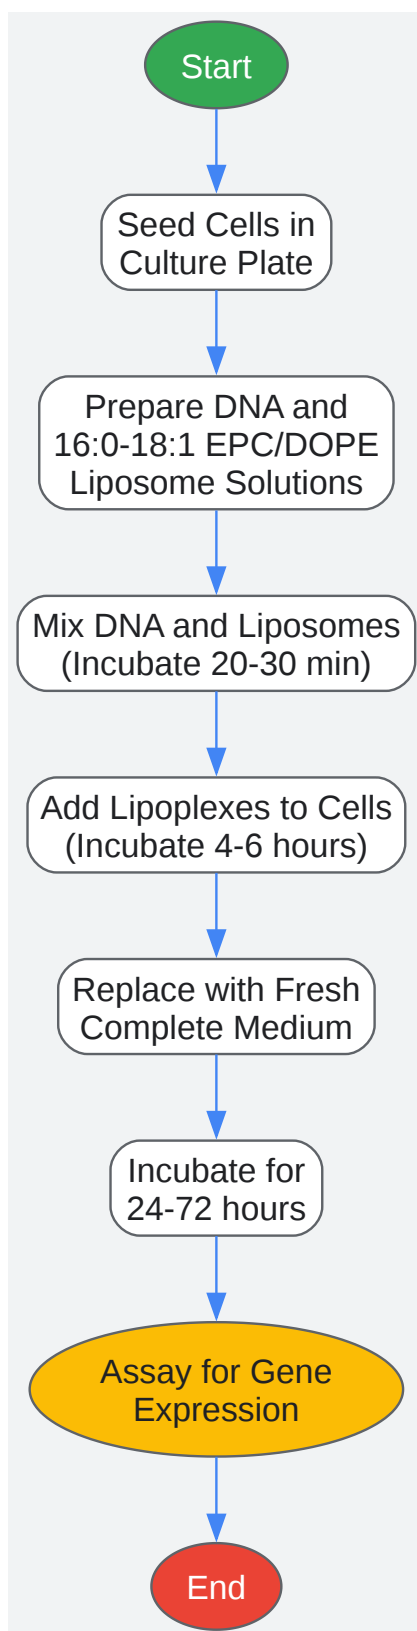 Start
Seed Cells in
Culture Plate
Prepare DNA and
16:0-18:1 EPC/DOPE
Liposome Solutions
Mix DNA and Liposomes
(Incubate 20-30 min)
Add Lipoplexes to Cells
(Incubate 4-6 hours)
Replace with Fresh
Complete Medium
Incubate for
24-72 hours
Assay for Gene
Expression
End